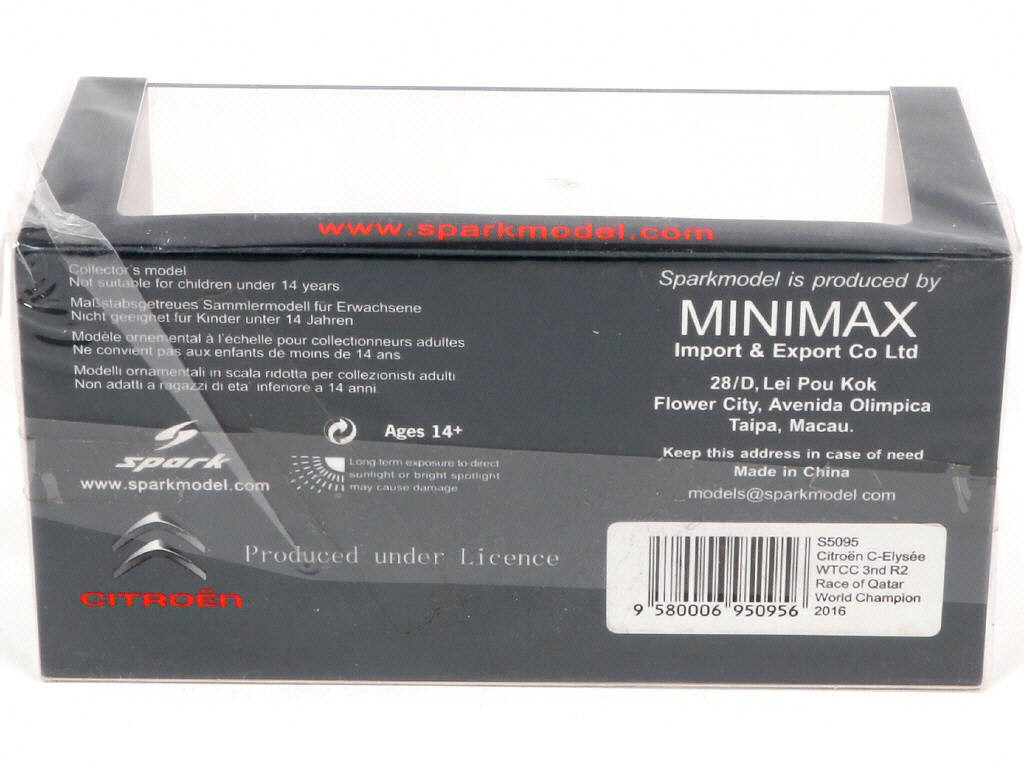 www.sparkmodel.com
Collector's model
Not suitable for children under 14 years
Maßstabsgetreues Sammlermodell für Erwachsene
Nicht geeignet für Kinder unter 14 Jahren
Modèle ornemental à l'échelle pour collectionneurs adultes
Ne convient pas aux enfants de moins de 14 ans
Modelli ornamentali in scala ridotta per collezionisti adulti
Non adatti a ragazzi di eta' inferiore a 14 anni
spark
www.sparkmodel.com
Ages 14+
Long term exposure to direct
sunlight or bright spotlight
may cause damage
CITROËN
Produced under Licence
Sparkmodel is produced by
MINIMAX
Import & Export Co Ltd
28/D, Lei Pou Kok
Flower City, Avenida Olimpica
Taipa, Macau.
Keep this address in case of need
Made in China
models@sparkmodel.com
9 580006 950956
S5095
Citroën C-Elysée
WTCC 3nd R2
Race of Qatar
World Champion
2016